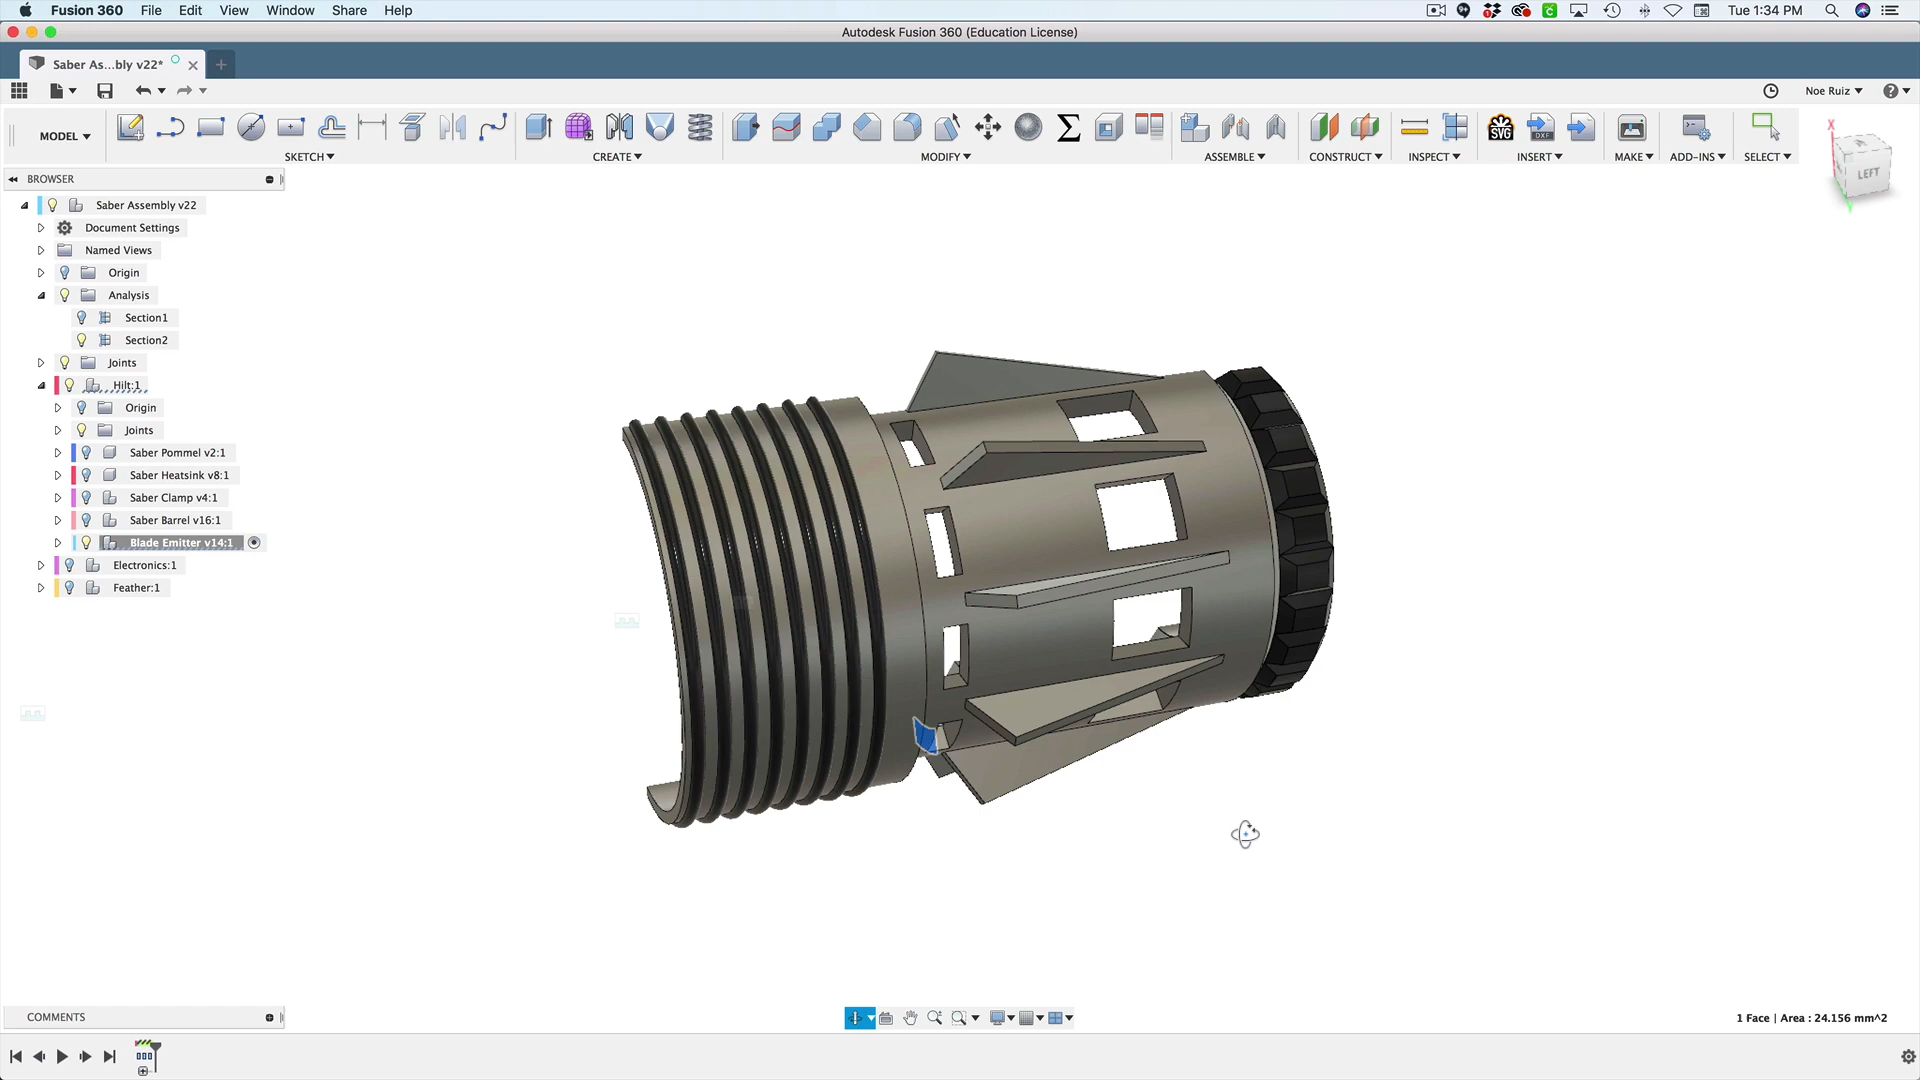 Fusion 360 File Edit View Window Share Help
Tue 1:34 PM
Autodesk Fusion 360 (Education License)
Saber As...bly v22*
Noe Ruiz
MODEL
SKETCH CREATE MODIFY ASSEMBLE CONSTRUCT INSPECT INSERT MAKE ADD-INS SELECT
SVG
DXF
X
LEFT
Y
BROWSER
Saber Assembly v22
Document Settings
Named Views
Origin
Analysis
Section1
Section2
Joints
Hilt:1
Origin
Joints
Saber Pommel v2:1
Saber Heatsink v8:1
Saber Clamp v4:1
Saber Barrel v16:1
Blade Emitter v14:1
Electronics:1
Feather:1
COMMENTS
1 Face | Area : 24.156 mm^2